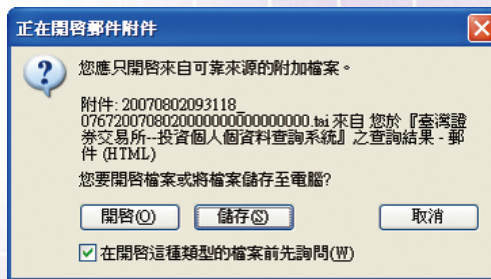 正在開啓郵件附件
您應只開啓來自可靠來源的附加檔案。
附件: 20070802093118_
07672007080200000000000000000.tai 來自 您於『臺灣證
券交易所--投資個人個資料查詢系統』之查詢結果 - 郵
件 (HTML)
您要開啓檔案或將檔案儲存至電腦?
開啓(O)
儲存(S)
取消
在開啓這種類型的檔案前先詢問(W)